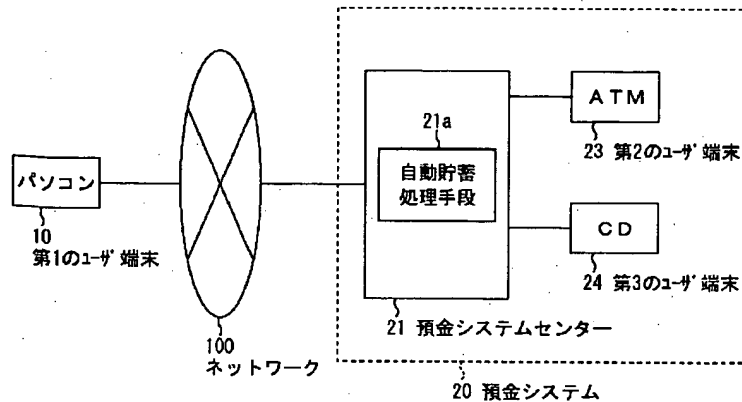 パソコン
10
第1のユーザ端末
100
ネットワーク
21a
自動貯蓄
処理手段
21 預金システムセンター
ATM
23 第2のユーザ端末
CD
24 第3のユーザ端末
20 預金システム